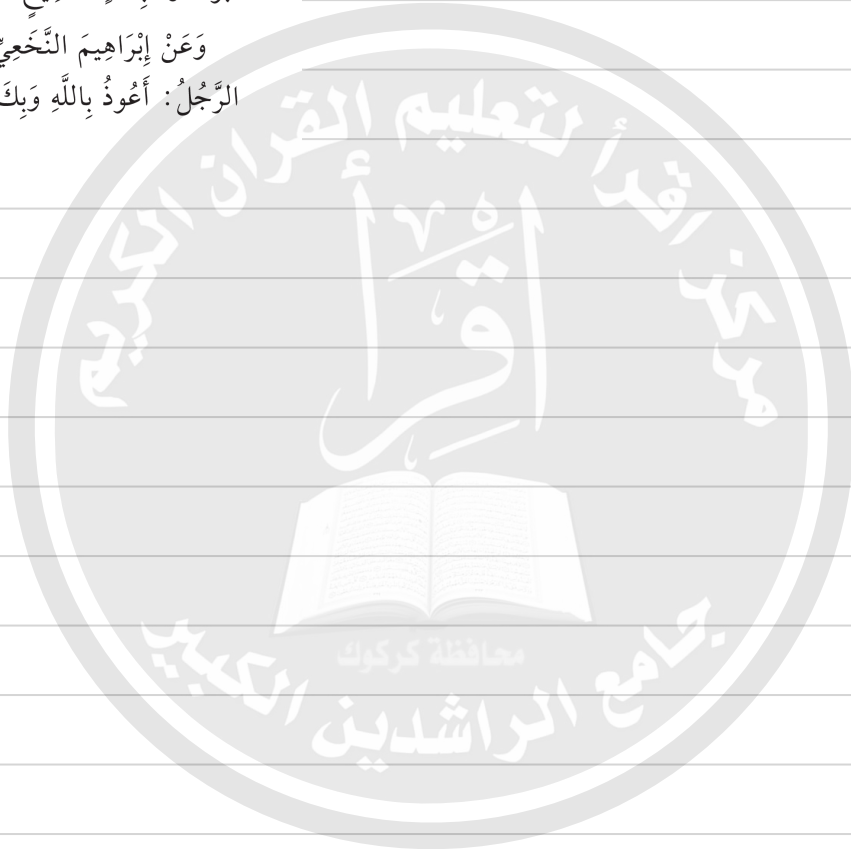 وَعَنْ إِبْرَاهِيمَ النَّخَعِيِّ
الرَّجُلُ: أَعُوذُ بِاللَّهِ وَبِكَ
مركز اقرأ لتعليم القرآن الكريم
اقرأ
محافظة كركوك
جامع الراشدين الكبير